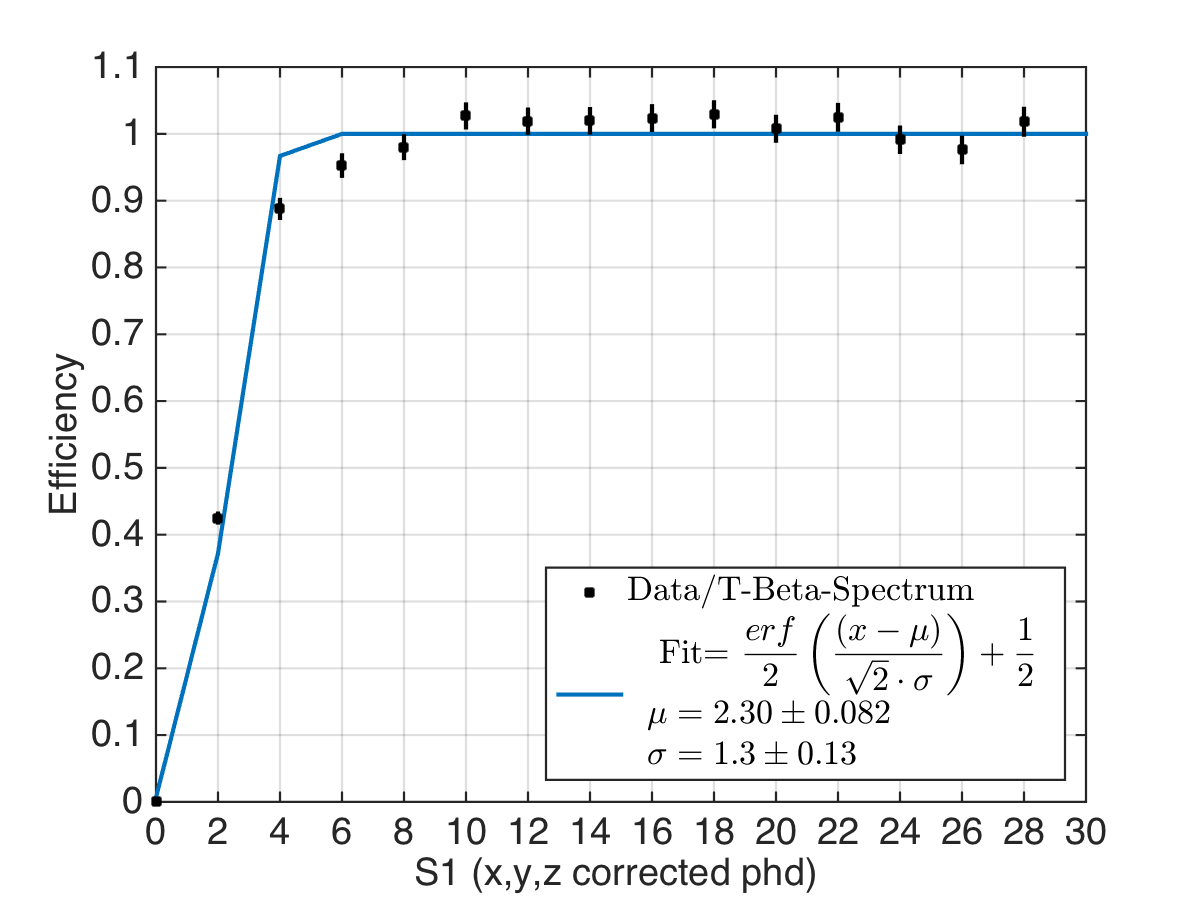 1.1
1
0.9
0.8
0.7
0.6
0.5
0.4
0.3
0.2
0.1
0
Efficiency
Data/T-Beta-Spectrum
Fit= erf/2 ((x − μ)/(√2 · σ)) + 1/2
μ = 2.30 ± 0.082
σ = 1.3 ± 0.13
0 2 4 6 8 10 12 14 16 18 20 22 24 26 28 30
S1 (x,y,z corrected phd)